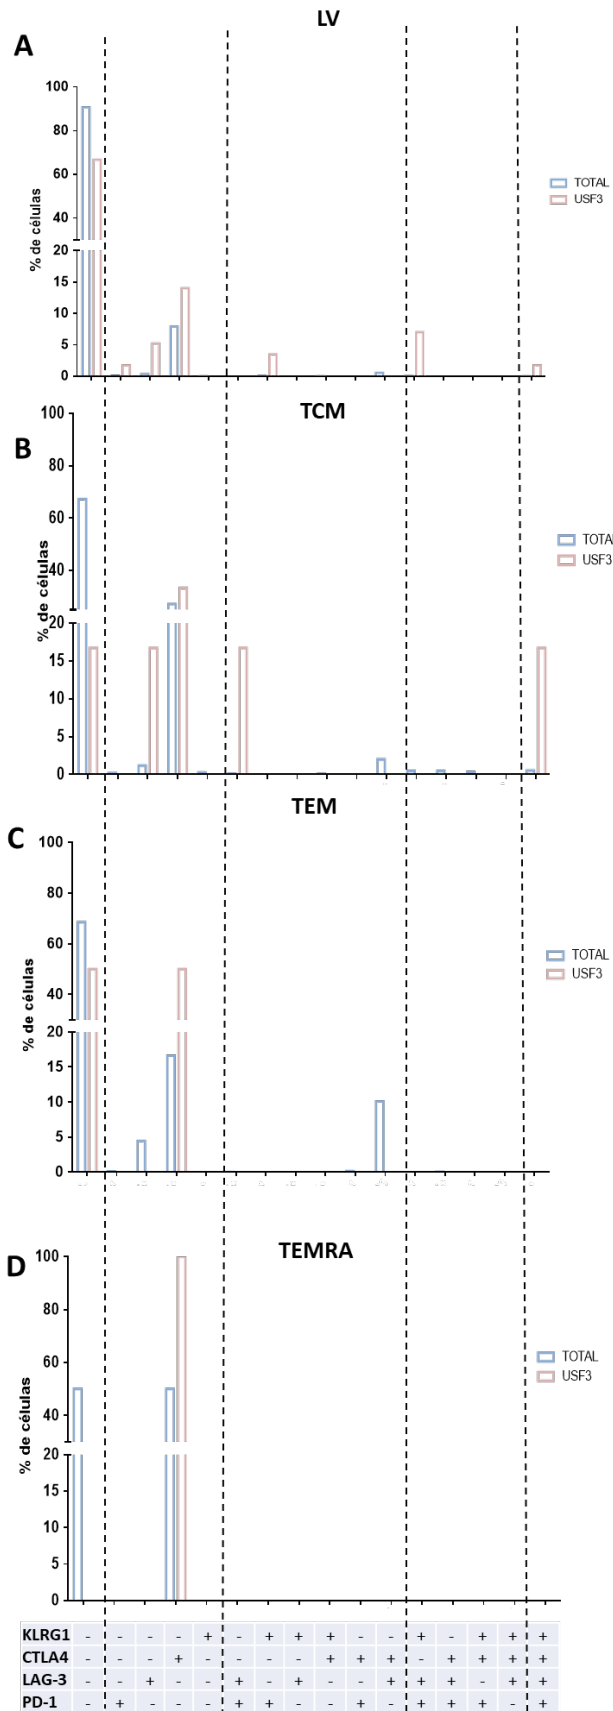 LV
A
100
80
60
40
20
15
10
5
0
% de células
TOTAL
USF3
TCM
B
100
80
60
40
20
15
10
5
0
% de células
TOTAL
USF3
TEM
C
100
80
60
40
20
15
10
5
0
% de células
TOTAL
USF3
TEMRA
D
100
80
60
40
20
15
10
5
0
% de células
TOTAL
USF3
KLRG1 - - - - + - + + + - - + - + + +
CTLA4 - - - + - - - - + + + - + + + +
LAG-3 - - + - - + - + - - + + + - + +
PD-1 - + - - - + + - - + - + + + - +